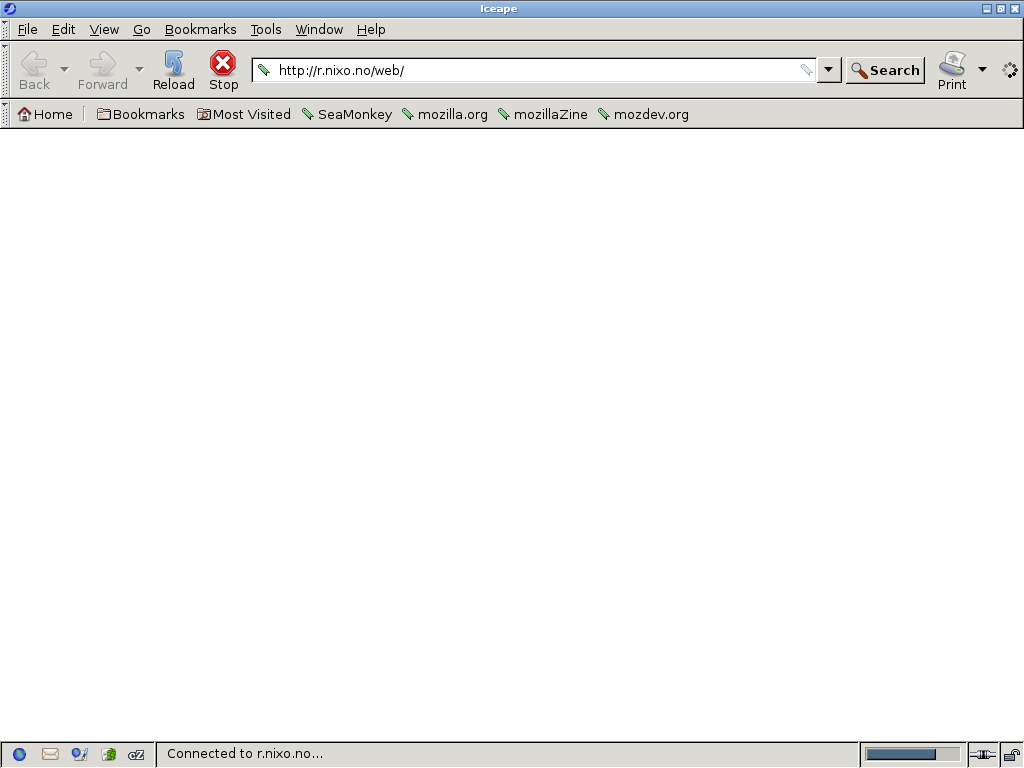 Iceape
File Edit View Go Bookmarks Tools Window Help
Back Forward Reload Stop http://r.nixo.no/web/ Search Print
Home Bookmarks Most Visited SeaMonkey mozilla.org mozillaZine mozdev.org
cZ Connected to r.nixo.no...